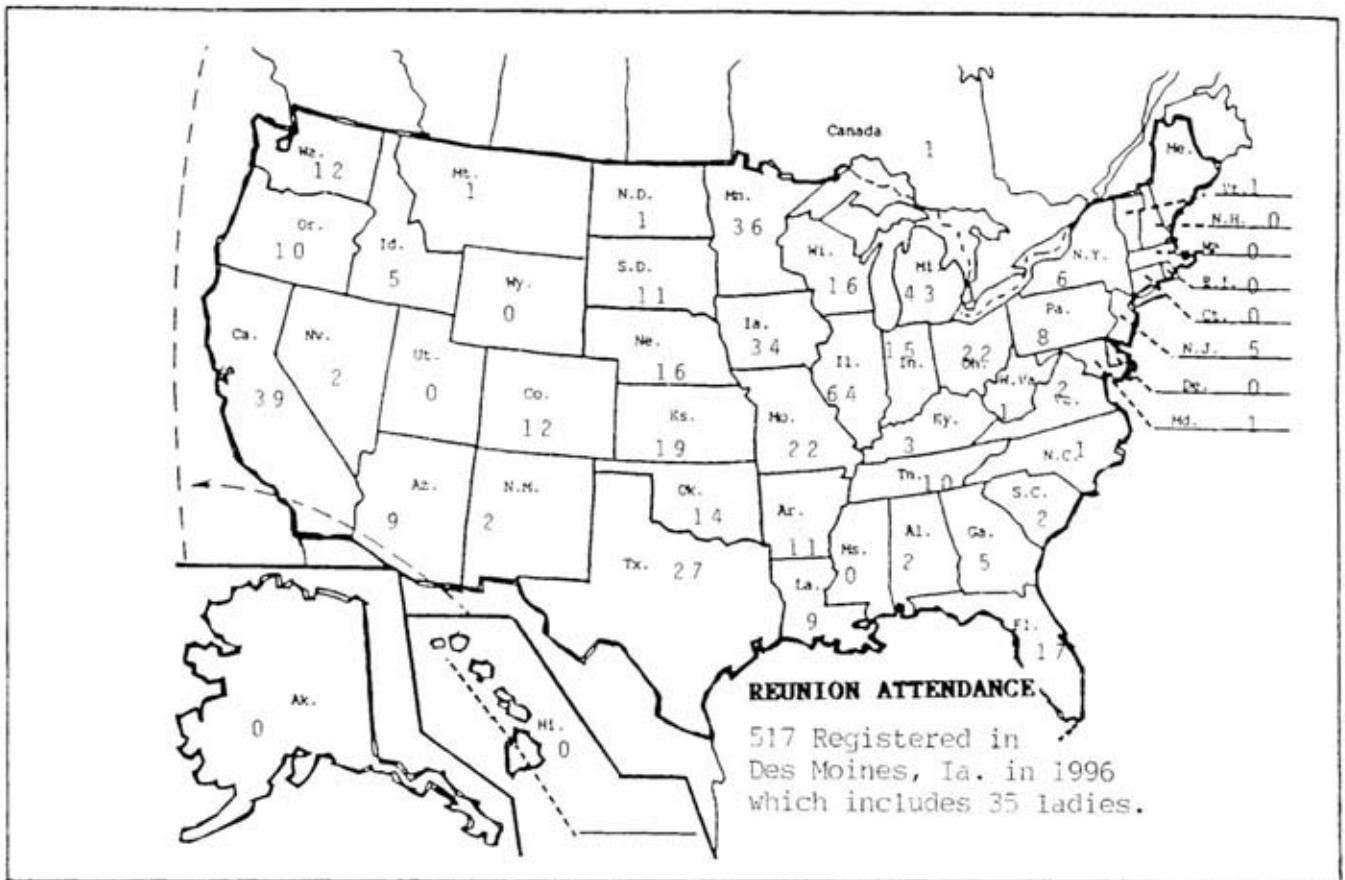 Canada
1
Me.
Wa.
12
Mt.
1
N.D.
1
Mn.
36
Vt. 1
N.H. 0
Or.
10
Id.
5
S.D.
11
Wi.
16
Mi.
43
N.Y.
6
Ma 0
R.I. 0
Wy.
0
Ia.
34
Pa.
8
Ct. 0
Ca.
39
Nv.
2
Ut.
0
Ne.
16
Il.
64
15
In.
22
Oh.
N.J. 5
De. 0
Co.
12
Ks.
19
Mo.
22
W.Va
1
2
Md. 1
Ky.
3
N.C. 1
Tn. 10
Az.
9
N.M.
2
Ok.
14
Ar.
11
S.C.
2
Ms.
0
Al.
2
Ga.
5
Tx. 27
La.
9
Fl.
17
Ak.
0
Hi.
0
REUNION ATTENDANCE
517 Registered in
Des Moines, Ia. in 1996
which includes 35 ladies.